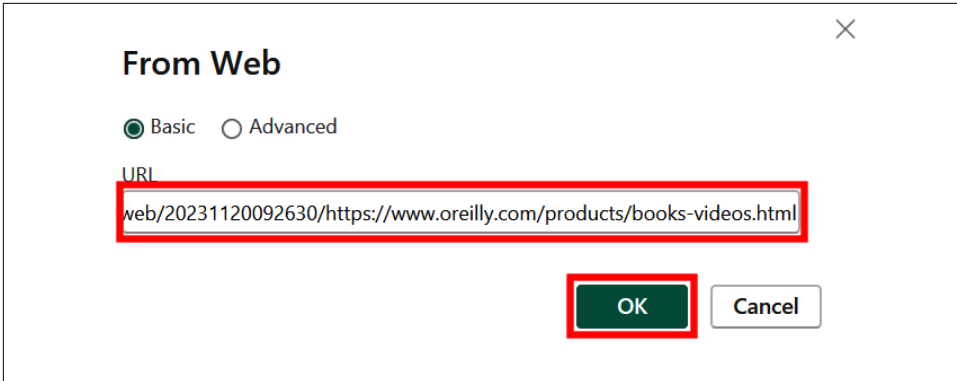 From Web
Basic Advanced
URL
web/20231120092630/https://www.oreilly.com/products/books-videos.html
OK Cancel